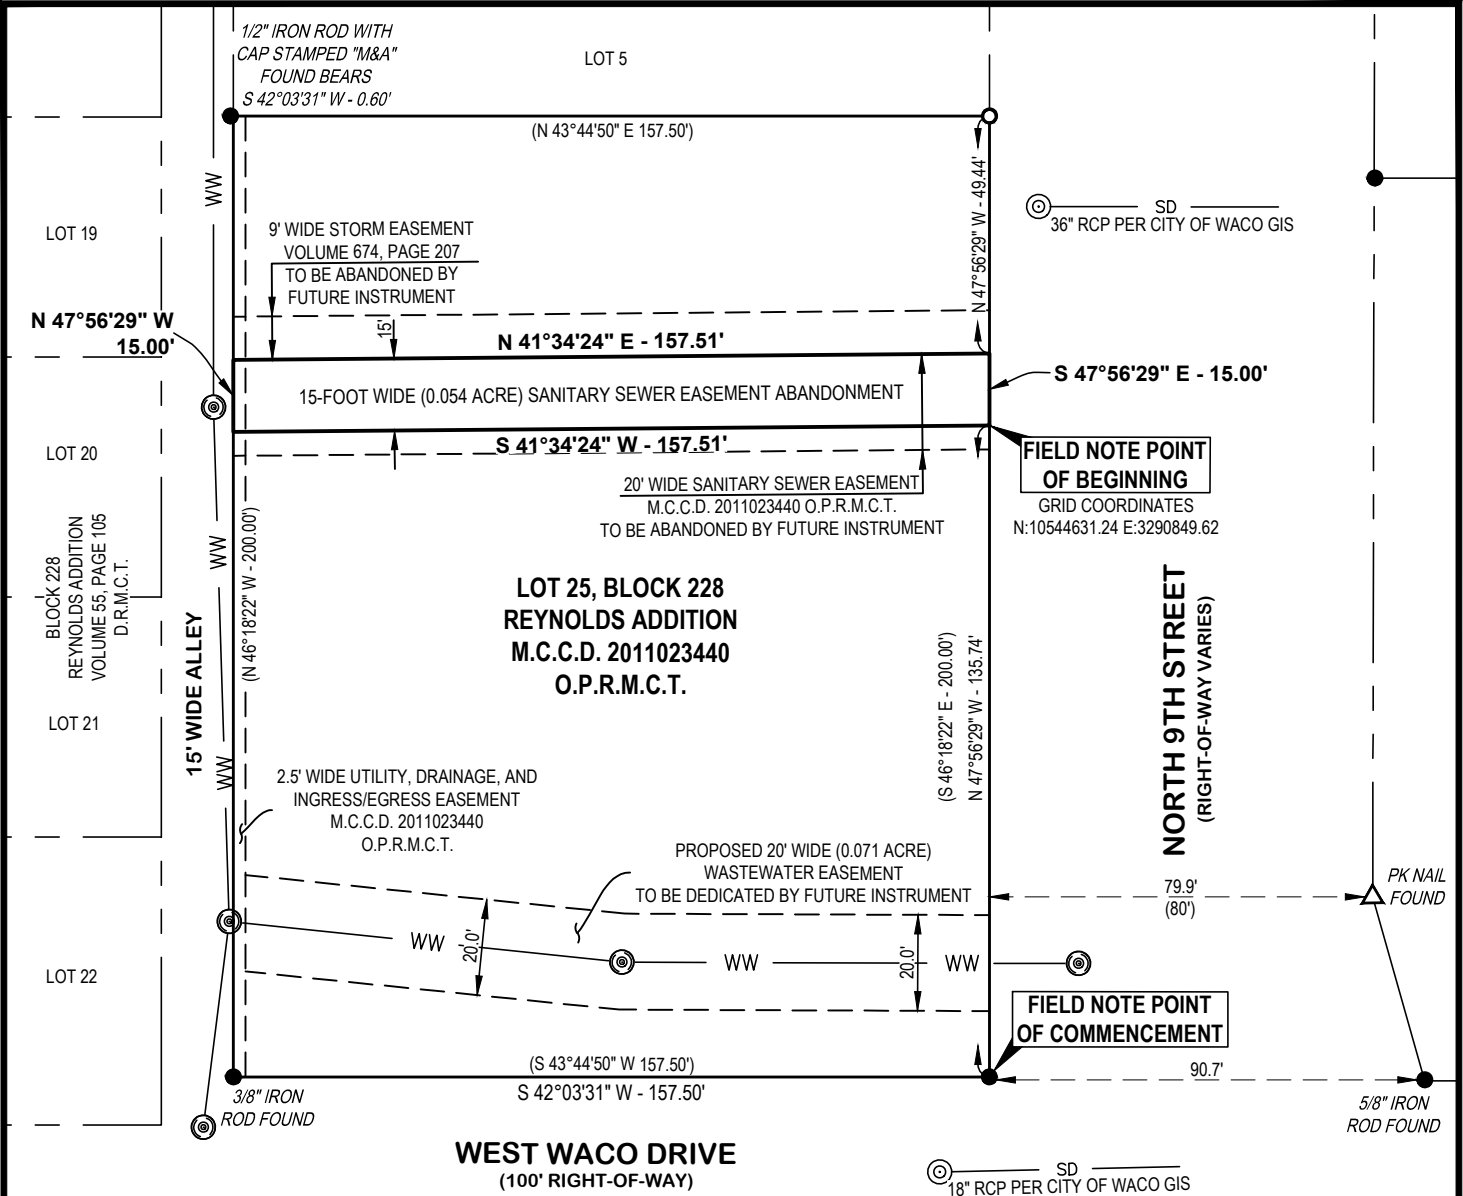 1/2" IRON ROD WITH
CAP STAMPED "M&A"
FOUND BEARS
S 42°03'31" W - 0.60'
LOT 5
(N 43°44'50" E 157.50')
WW
LOT 19
9' WIDE STORM EASEMENT
VOLUME 674, PAGE 207
TO BE ABANDONED BY
FUTURE INSTRUMENT
N 47°56'29" W - 49.44'
SD
36" RCP PER CITY OF WACO GIS
N 47°56'29" W
15.00'
15'
N 41°34'24" E - 157.51'
15-FOOT WIDE (0.054 ACRE) SANITARY SEWER EASEMENT ABANDONMENT
S 47°56'29" E - 15.00'
S 41°34'24" W - 157.51'
LOT 20
FIELD NOTE POINT
OF BEGINNING
GRID COORDINATES
N:10544631.24 E:3290849.62
20' WIDE SANITARY SEWER EASEMENT
M.C.C.D. 2011023440 O.P.R.M.C.T.
TO BE ABANDONED BY FUTURE INSTRUMENT
BLOCK 228
REYNOLDS ADDITION
VOLUME 55, PAGE 105
D.R.M.C.T.
WW
(N 46°18'22" W - 200.00')
LOT 25, BLOCK 228
REYNOLDS ADDITION
M.C.C.D. 2011023440
O.P.R.M.C.T.
(S 46°18'22" E - 200.00')
N 47°56'29" W - 135.74'
NORTH 9TH STREET
(RIGHT-OF-WAY VARIES)
15' WIDE ALLEY
LOT 21
WW
2.5' WIDE UTILITY, DRAINAGE, AND
INGRESS/EGRESS EASEMENT
M.C.C.D. 2011023440
O.P.R.M.C.T.
PROPOSED 20' WIDE (0.071 ACRE)
WASTEWATER EASEMENT
TO BE DEDICATED BY FUTURE INSTRUMENT
79.9'
(80')
PK NAIL
FOUND
WW
20.0'
WW
20.0'
WW
LOT 22
FIELD NOTE POINT
OF COMMENCEMENT
(S 43°44'50" W 157.50')
S 42°03'31" W - 157.50'
90.7'
3/8" IRON
ROD FOUND
5/8" IRON
ROD FOUND
WEST WACO DRIVE
(100' RIGHT-OF-WAY)
SD
18" RCP PER CITY OF WACO GIS